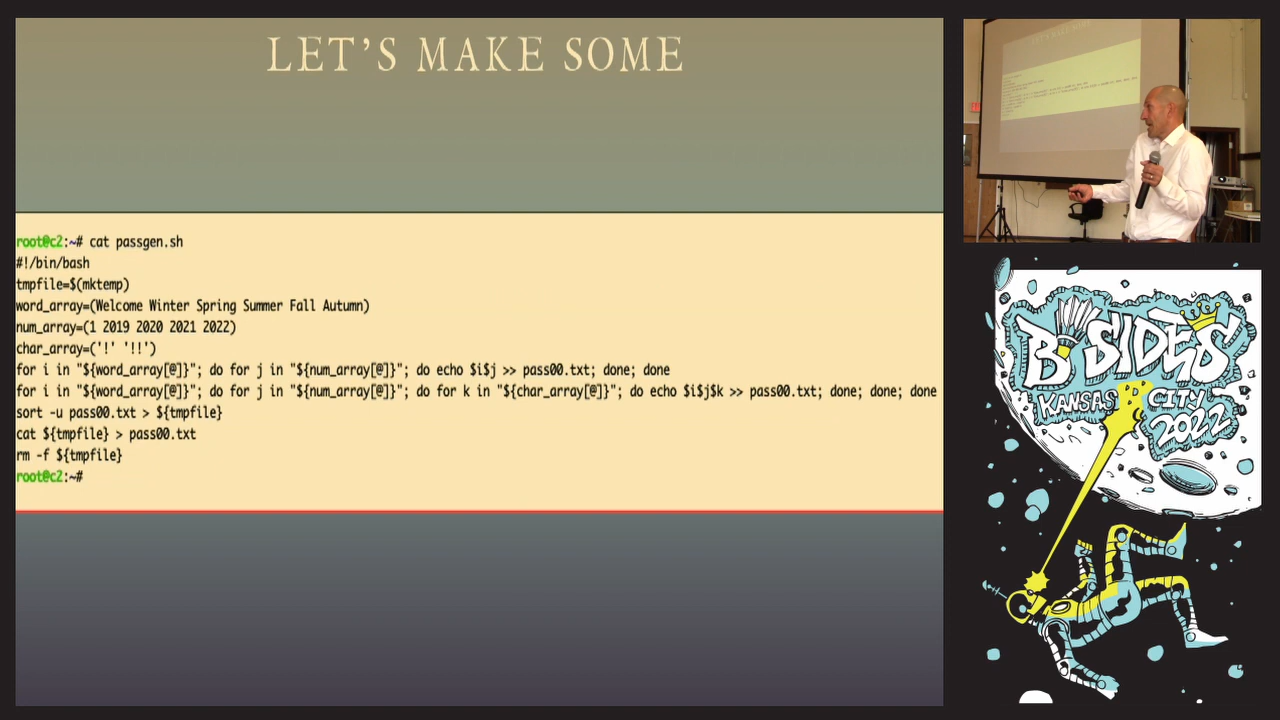 LET'S MAKE SOME
root@c2:~# cat passgen.sh
#!/bin/bash
tmpfile=$(mktemp)
word_array=(Welcome Winter Spring Summer Fall Autumn)
num_array=(1 2019 2020 2021 2022)
char_array=('!' '!!')
for i in "${word_array[@]}"; do for j in "${num_array[@]}"; do echo $i$j >> pass00.txt; done; done
for i in "${word_array[@]}"; do for j in "${num_array[@]}"; do for k in "${char_array[@]}"; do echo $i$j$k >> pass00.txt; done; done; done
sort -u pass00.txt > ${tmpfile}
cat ${tmpfile} > pass00.txt
rm -f ${tmpfile}
root@c2:~#
BSIDES
KANSAS CITY
2022